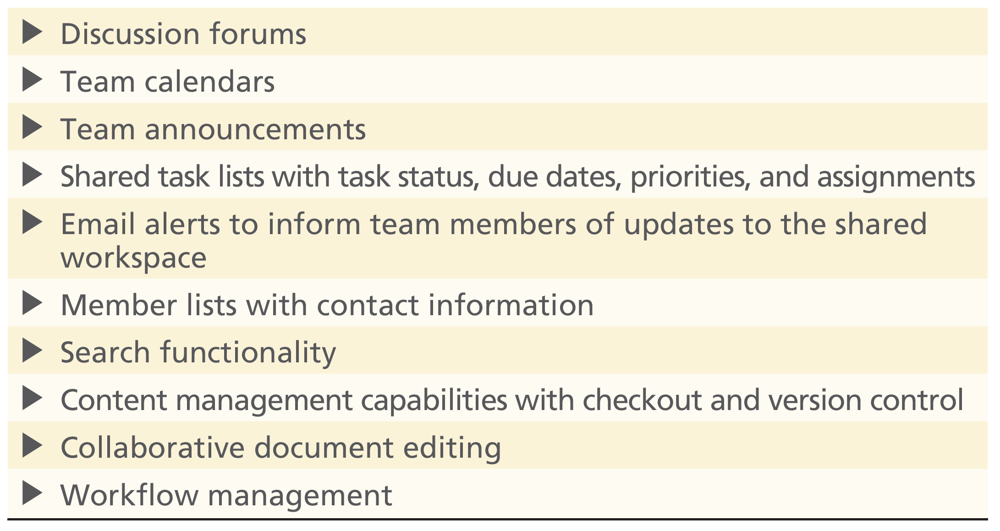 ▶ Discussion forums
▶ Team calendars
▶ Team announcements
▶ Shared task lists with task status, due dates, priorities, and assignments
▶ Email alerts to inform team members of updates to the shared
workspace
▶ Member lists with contact information
▶ Search functionality
▶ Content management capabilities with checkout and version control
▶ Collaborative document editing
▶ Workflow management